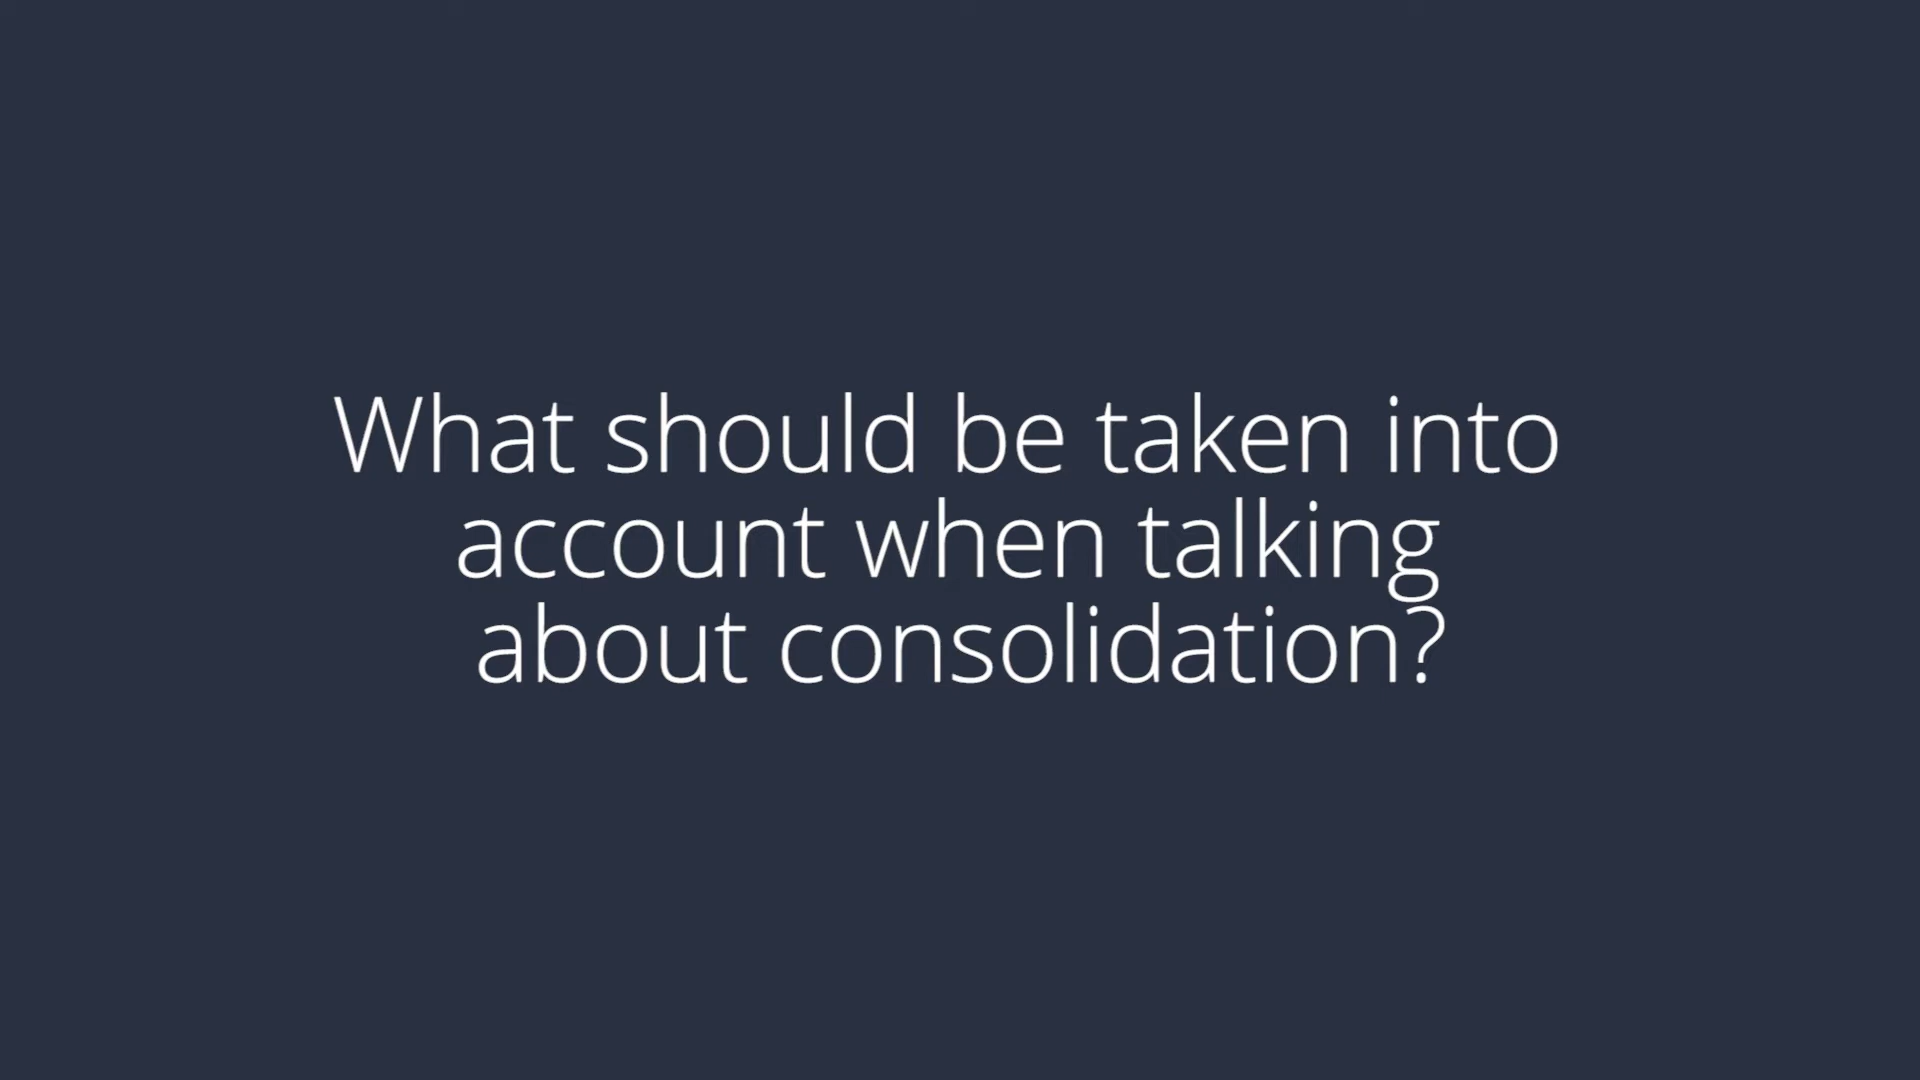 What should be taken into
account when talking
about consolidation?